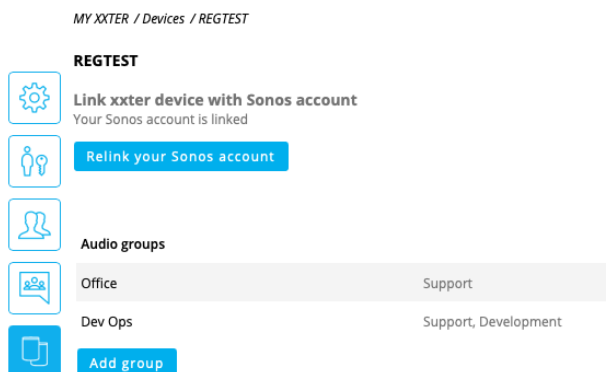 MY XXTER / Devices / REGTEST
REGTEST
Link xxter device with Sonos account
Your Sonos account is linked
Relink your Sonos account
Audio groups
Office Support
Dev Ops Support, Development
Add group